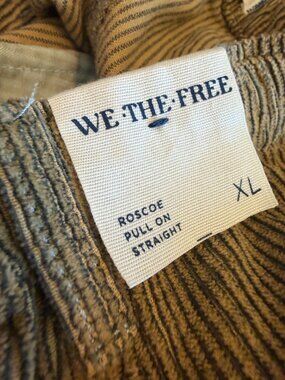 WE·THE·FREE
ROSCOE
PULL ON
STRAIGHT
XL